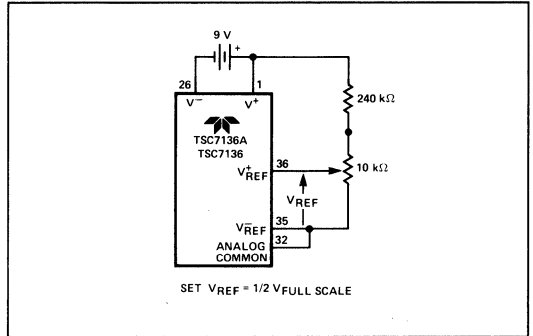 9 V
+
26
1
V−
V+
240 kΩ
TSC7136A
TSC7136
V+REF
36
10 kΩ
VREF
V−REF
35
ANALOG
COMMON
32
SET VREF = 1/2 VFULL SCALE